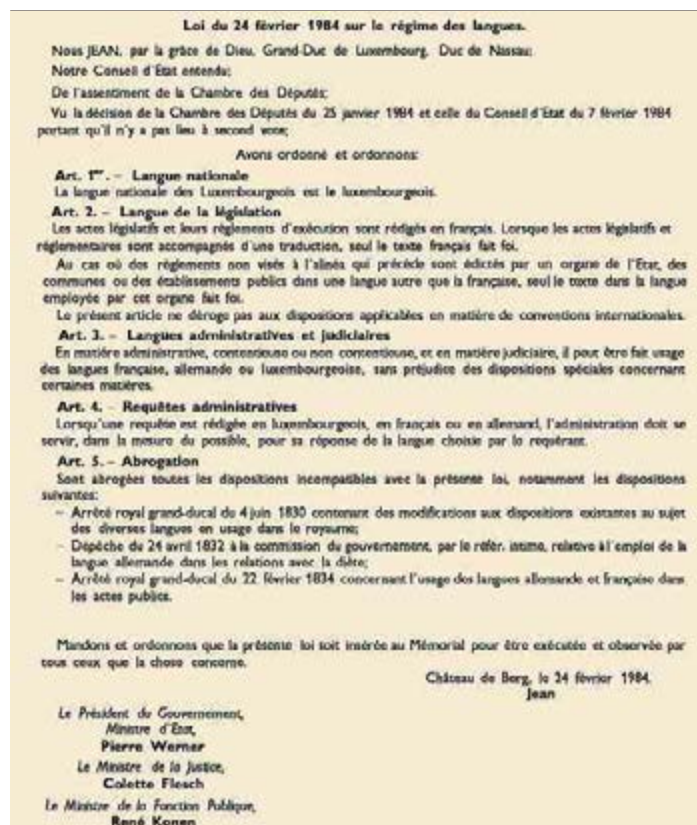 Loi du 24 février 1984 sur le régime des langues.
Nous JEAN, par la grâce de Dieu, Grand-Duc de Luxembourg, Duc de Nassau;
Notre Conseil d'Etat entendu;
De l'assentiment de la Chambre des Députés;
Vu la décision de la Chambre des Députés du 25 janvier 1984 et celle du Conseil d'Etat du 7 février 1984
portant qu'il n'y a pas lieu à second vote;
Avons ordonné et ordonnons:
Art. 1er. – Langue nationale
La langue nationale des Luxembourgeois est le luxembourgeois.
Art. 2. – Langue de la législation
Les actes législatifs et leurs règlements d'exécution sont rédigés en français. Lorsque les actes législatifs et
réglementaires sont accompagnés d'une traduction, seul le texte français fait foi.
Au cas où des règlements non visés à l'alinéa qui précède sont édictés par un organe de l'Etat, des
communes ou des établissements publics dans une langue autre que la française, seul le texte dans la langue
employée par cet organe fait foi.
Le présent article ne déroge pas aux dispositions applicables en matière de conventions internationales.
Art. 3. – Langues administratives et judiciaires
En matière administrative, contentieuse ou non contentieuse, et en matière judiciaire, il peut être fait usage
des langues française, allemande ou luxembourgeoise, sans préjudice des dispositions spéciales concernant
certaines matières.
Art. 4. – Requêtes administratives
Lorsqu'une requête est rédigée en luxembourgeois, en français ou en allemand, l'administration doit se
servir, dans la mesure du possible, pour sa réponse de la langue choisie par le requérant.
Art. 5. – Abrogation
Sont abrogées toutes les dispositions incompatibles avec la présente loi, notamment les dispositions
suivantes:
– Arrêté royal grand-ducal du 4 juin 1830 contenant des modifications aux dispositions existantes au sujet
des diverses langues en usage dans le royaume;
– Dépêche du 24 avril 1832 à la commission du gouvernement, par le référ. intime, relative à l'emploi de la
langue allemande dans les relations avec la diète;
– Arrêté royal grand-ducal du 22 février 1834 concernant l'usage des langues allemande et française dans
les actes publics.
Mandons et ordonnons que la présente loi soit insérée au Mémorial pour être exécutée et observée par
tous ceux que la chose concerne.
Château de Berg, le 24 février 1984.
Jean
Le Président du Gouvernement,
Ministre d'Etat,
Pierre Werner
Le Ministre de la Justice,
Colette Flesch
Le Ministre de la Fonction Publique,
René Konen